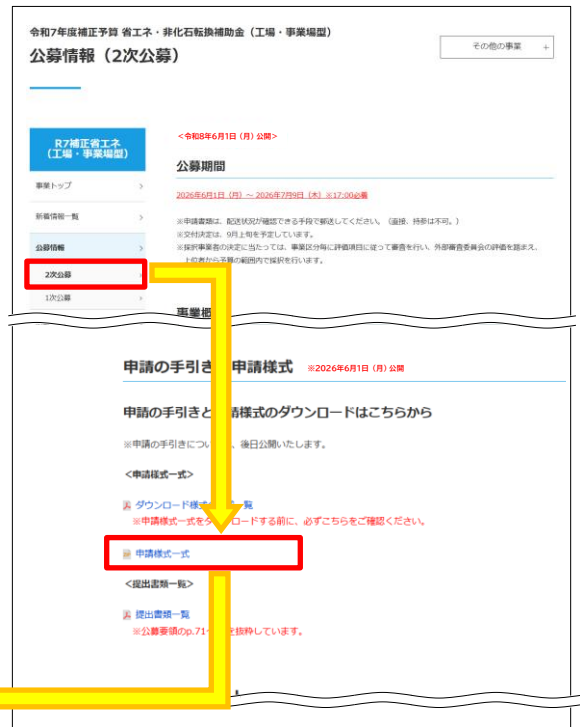 令和7年度補正予算 省エネ・非化石転換補助金（工場・事業場型）
公募情報（2次公募）
その他の事業 +
R7補正省エネ
（工場・事業場型）
事業トップ >
新着情報一覧 >
公募情報 >
2次公募 >
1次公募 >
＜令和8年6月1日（月）公開＞
公募期間
2026年6月1日（月）～ 2026年7月9日（木）※17:00必着
※申請書類は、配送状況が確認できる手段で郵送してください。（直接、持参は不可。）
※交付決定は、9月上旬を予定しています。
※採択事業者の決定に当たっては、事業区分毎に評価項目に従って審査を行い、外部審査委員会の評価を踏まえ、
上位者から予算の範囲内で採択を行います。
事業概
申請の手引き 申請様式 ※2026年6月1日（月）公開
申請の手引きと 請様式のダウンロードはこちらから
※申請の手引きについ 、後日公開いたします。
＜申請様式一式＞
ダウンロード様式 覧
※申請様式一式をダ ンロードする前に、必ずこちらをご確認ください。
申請様式一式
＜提出書類一覧＞
提出書類一覧
※公募要領のp.71 を抜粋しています。